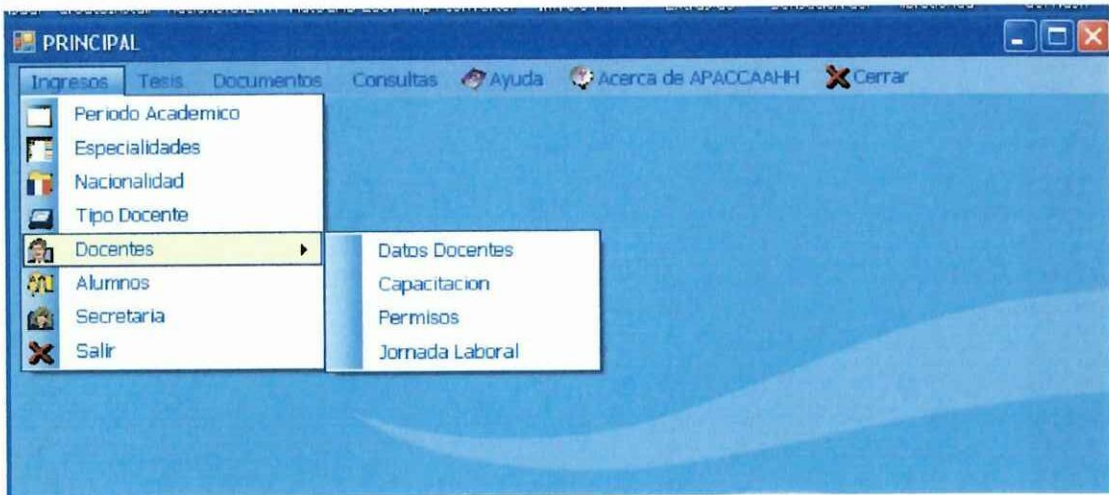 PRINCIPAL
Ingresos Tesis Documentos Consultas Ayuda Acerca de APACCAAHH Cerrar
Periodo Academico
Especialidades
Nacionalidad
Tipo Docente
Docentes
Datos Docentes
Capacitacion
Permisos
Jornada Laboral
Alumnos
Secretaria
Salir